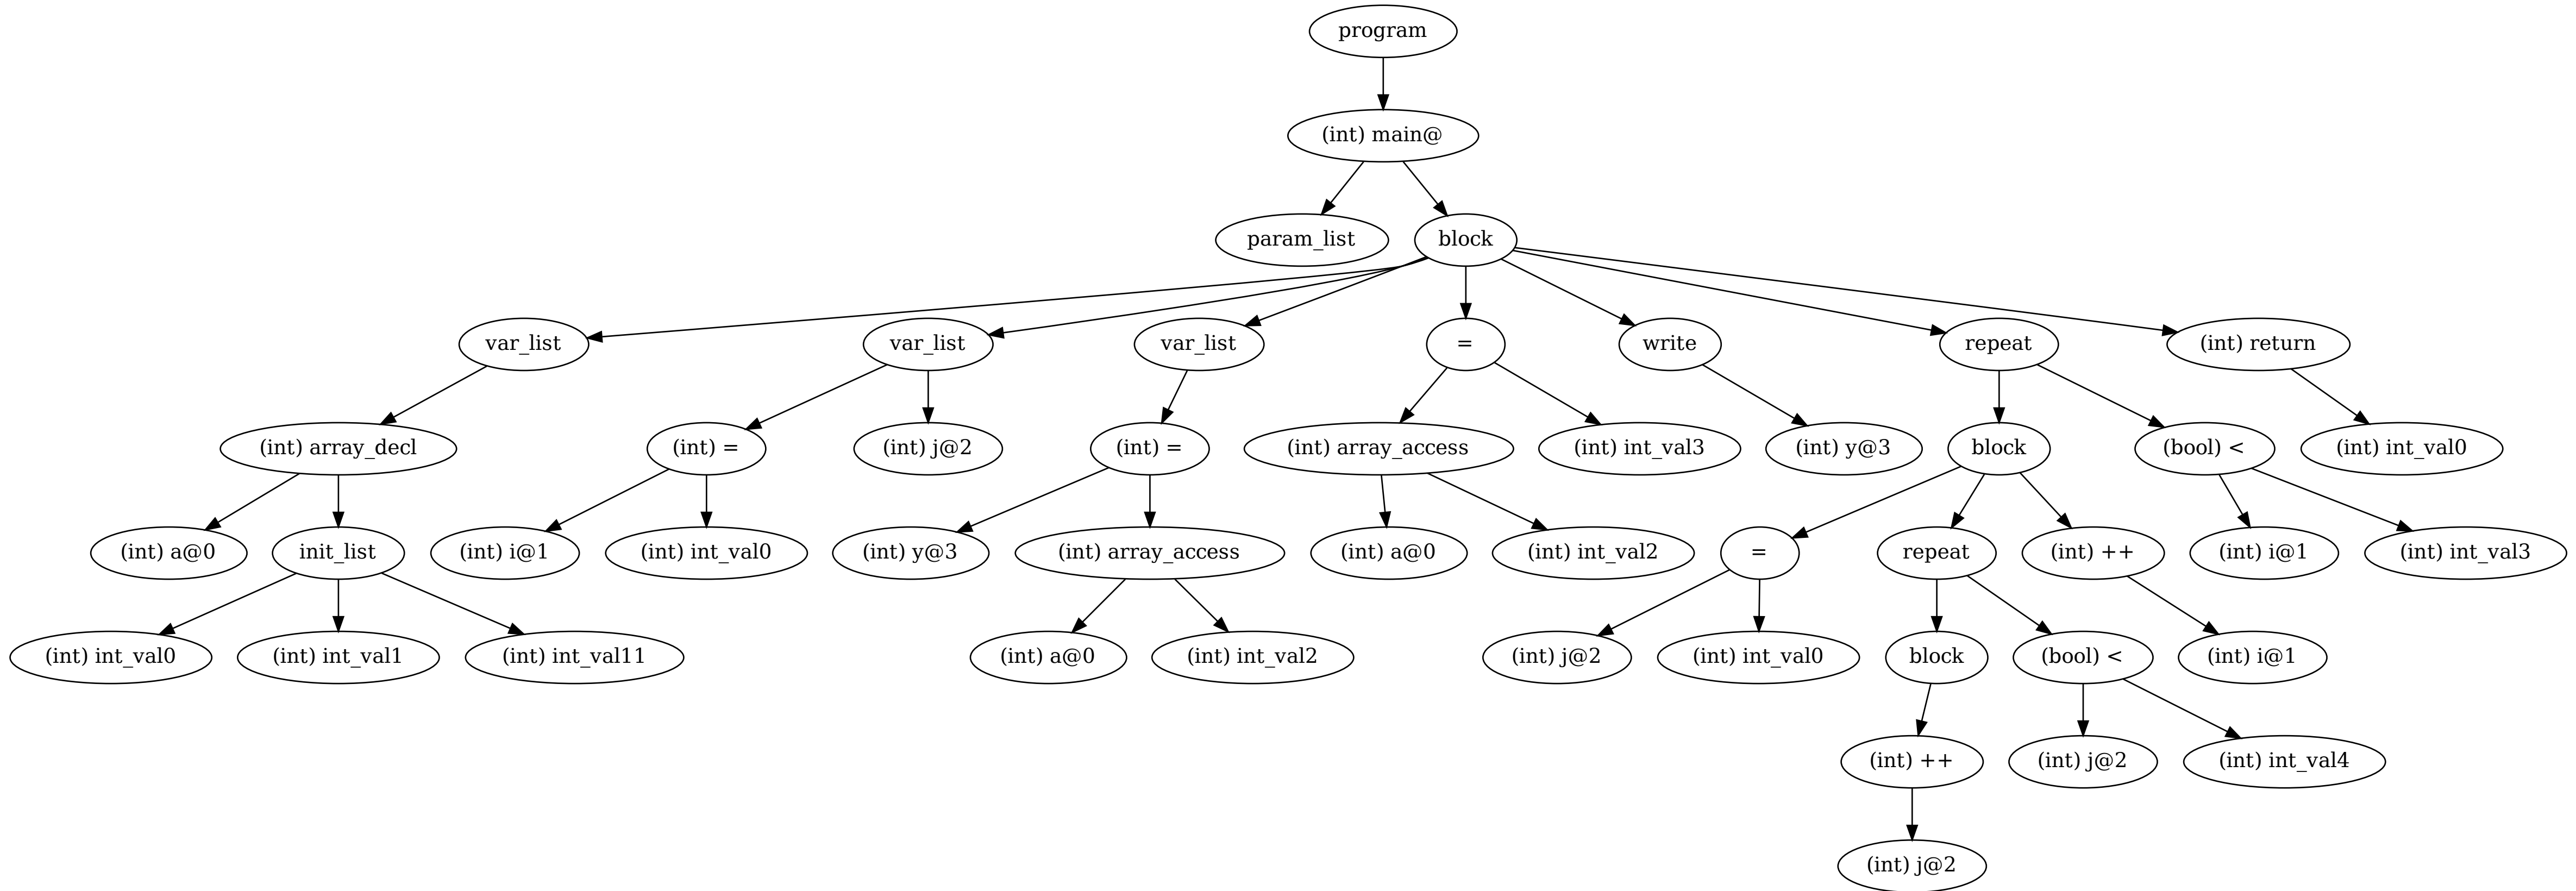 program
(int) main@
param_list
block
var_list
var_list
var_list
=
write
repeat
(int) return
(int) array_decl
(int) =
(int) j@2
(int) =
(int) array_access
(int) int_val3
(int) y@3
block
(bool) <
(int) int_val0
(int) a@0
init_list
(int) i@1
(int) int_val0
(int) y@3
(int) array_access
(int) a@0
(int) int_val2
=
repeat
(int) ++
(int) i@1
(int) int_val3
(int) int_val0
(int) int_val1
(int) int_val11
(int) a@0
(int) int_val2
(int) j@2
(int) int_val0
block
(bool) <
(int) i@1
(int) ++
(int) j@2
(int) int_val4
(int) j@2